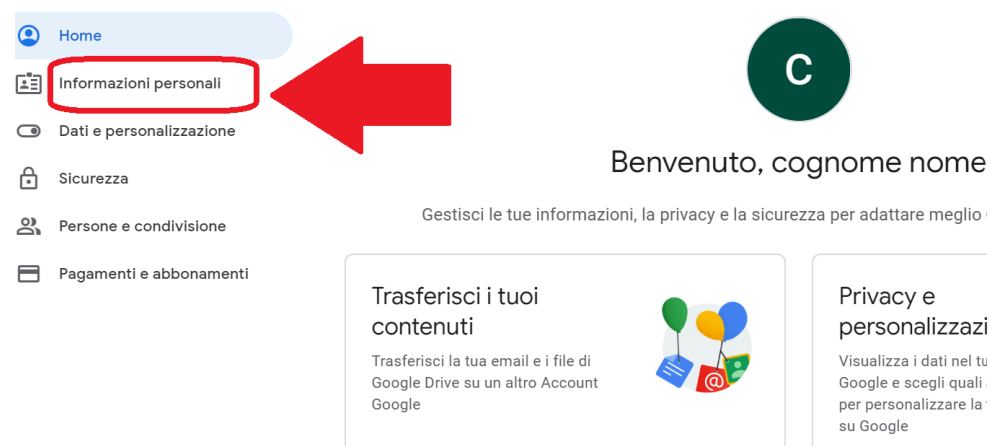 Home
Informazioni personali
Dati e personalizzazione
Sicurezza
Persone e condivisione
Pagamenti e abbonamenti
C
Benvenuto, cognome nome
Gestisci le tue informazioni, la privacy e la sicurezza per adattare meglio
Trasferisci i tuoi
contenuti
Trasferisci la tua email e i file di
Google Drive su un altro Account
Google
@
Privacy e
personalizzazi
Visualizza i dati nel tu
Google e scegli quali
per personalizzare la
su Google